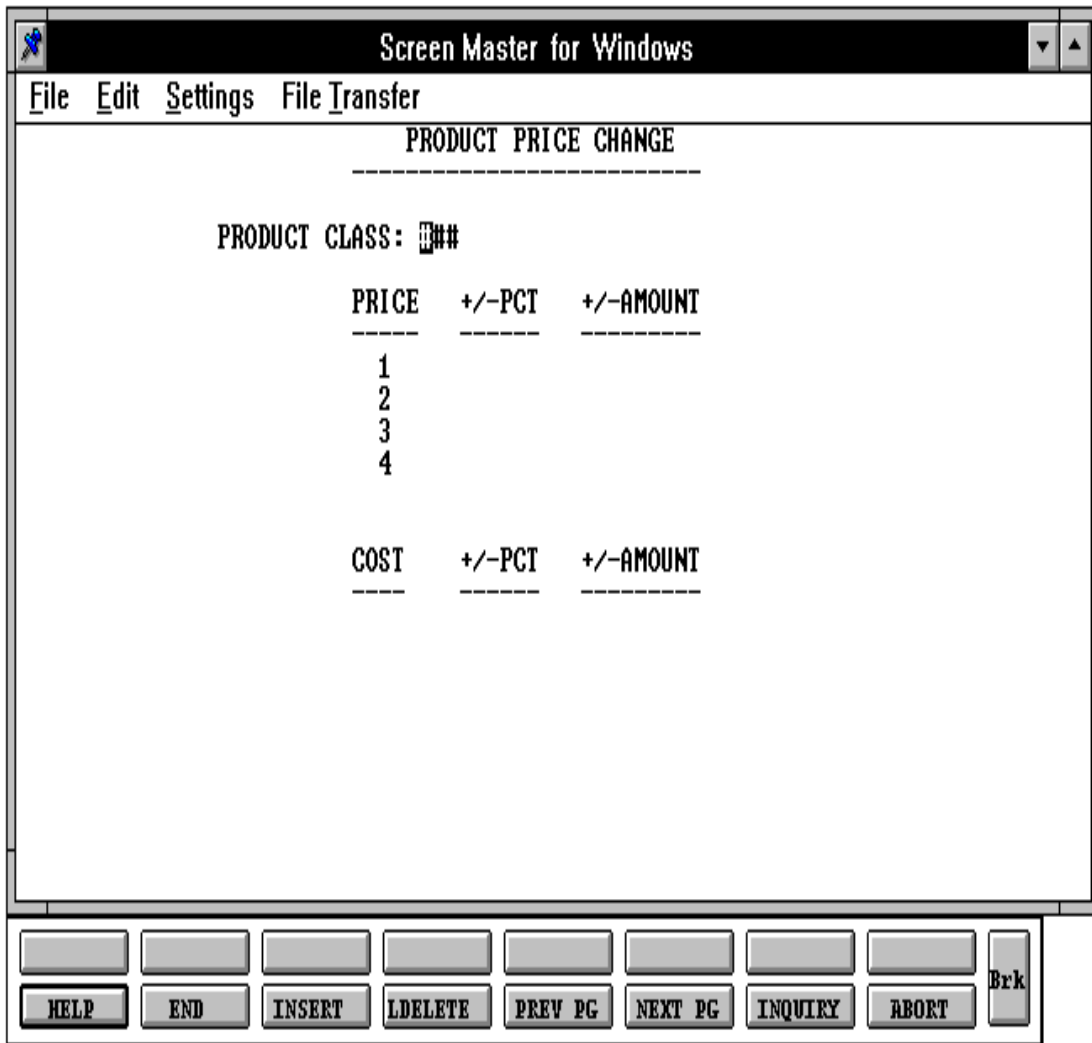 Screen Master for Windows
File Edit Settings File Transfer
PRODUCT PRICE CHANGE
--------------------------
PRODUCT CLASS: ###
PRICE +/-PCT +/-AMOUNT
----- ------ ---------
1
2
3
4
COST +/-PCT +/-AMOUNT
---- ------ ---------
Brk
HELP END INSERT LDELETE PREV PG NEXT PG INQUIRY ABORT